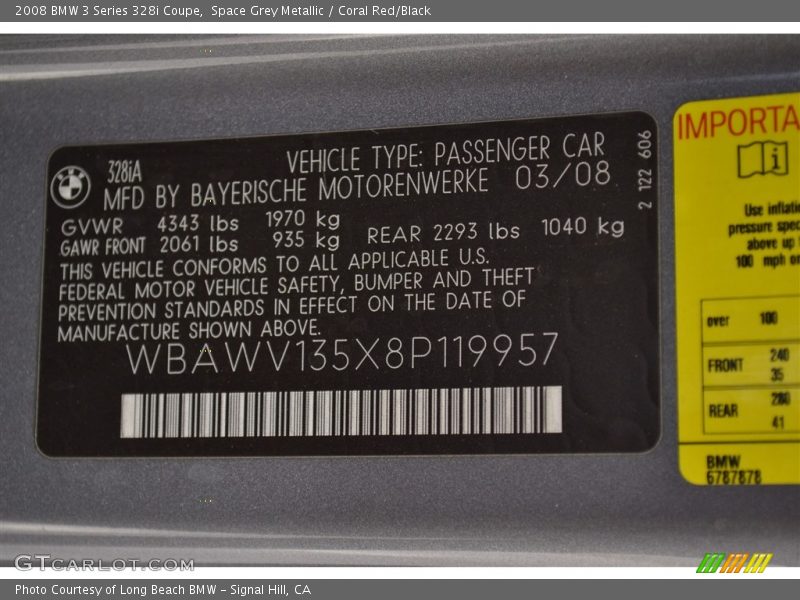 2008 BMW 3 Series 328i Coupe, Space Grey Metallic / Coral Red/Black
328iA
VEHICLE TYPE: PASSENGER CAR
MFD BY BAYERISCHE MOTORENWERKE 03/08
GVWR 4343 lbs 1970 kg
GAWR FRONT 2061 lbs 935 kg REAR 2293 lbs 1040 kg
THIS VEHICLE CONFORMS TO ALL APPLICABLE U.S.
FEDERAL MOTOR VEHICLE SAFETY, BUMPER AND THEFT
PREVENTION STANDARDS IN EFFECT ON THE DATE OF
MANUFACTURE SHOWN ABOVE.
WBAWV135X8P119957
2 122 606
IMPORTA
Use inflatio
pressure spec
above up
100 mph or
over 100
FRONT 240
35
REAR 280
41
BMW
6787878
GTCARLOT.COM
Photo Courtesy of Long Beach BMW - Signal Hill, CA